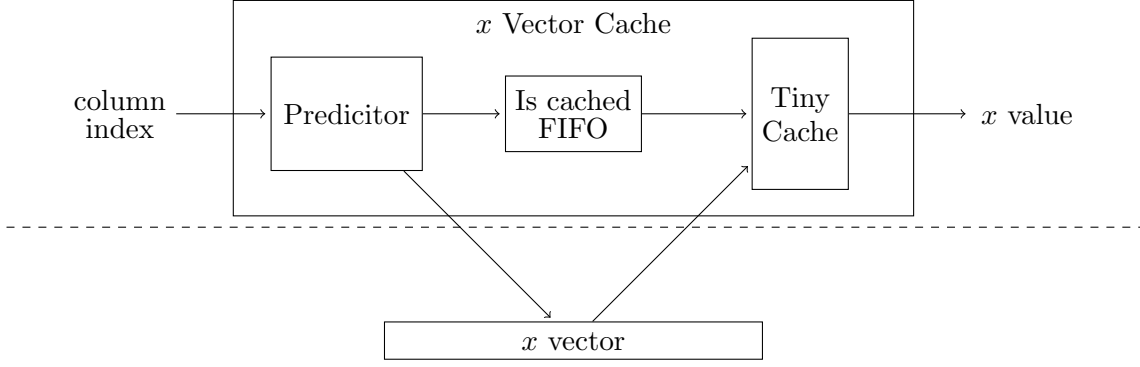 x Vector Cache
column
index
Predicitor
Is cached
FIFO
Tiny
Cache
x value
x vector